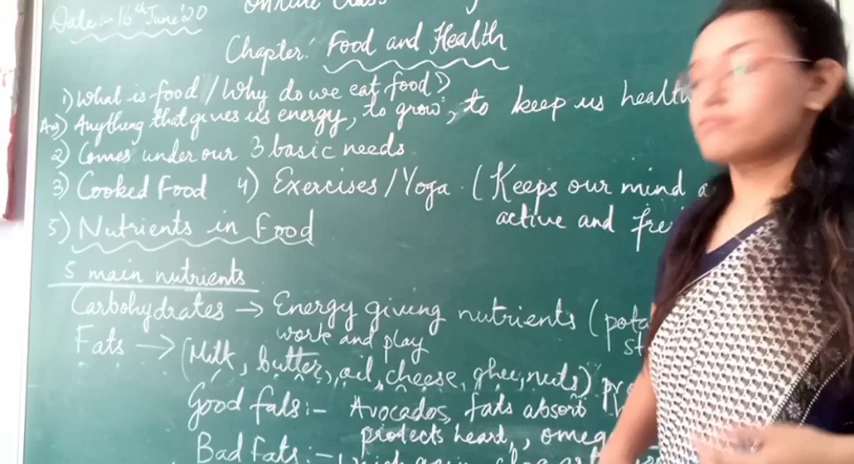 Date:- 16th June'20
Online Class
Chapter: Food and Health
1) What is food / Why do we eat food?
Ans) Anything that gives us energy, to grow, to keep us health
2) Comes under our 3 basic needs
3) Cooked Food 4) Exercises / Yoga. (Keeps our mind a
active and fre
5) Nutrients in Food
5 main nutrients
Carbohydrates → Energy giving nutrients (pota
work and play
Fats → (Milk, butter, oil, cheese, ghee, nuts)
Good fats:- Avocados, fats absorb
protects heart, omeg
Bad Fats:- which